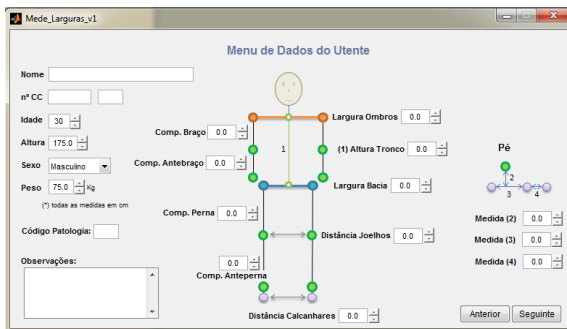 Mede_Larguras_v1
Menu de Dados do Utente
Nome
nº CC
Idade 30
Altura 175.0
Sexo Masculino
Peso 75.0 Kg
(*) todas as medidas em cm
Código Patologia:
Observações:
Largura Ombros 0.0
Comp. Braço 0.0
1
(1) Altura Tronco 0.0
Comp. Antebraço 0.0
Largura Bacia 0.0
Comp. Perna 0.0
Distância Joelhos 0.0
0.0
Comp. Anteperna
Distância Calcanhares 0.0
Pé
2
3 4
Medida (2) 0.0
Medida (3) 0.0
Medida (4) 0.0
Anterior Seguinte